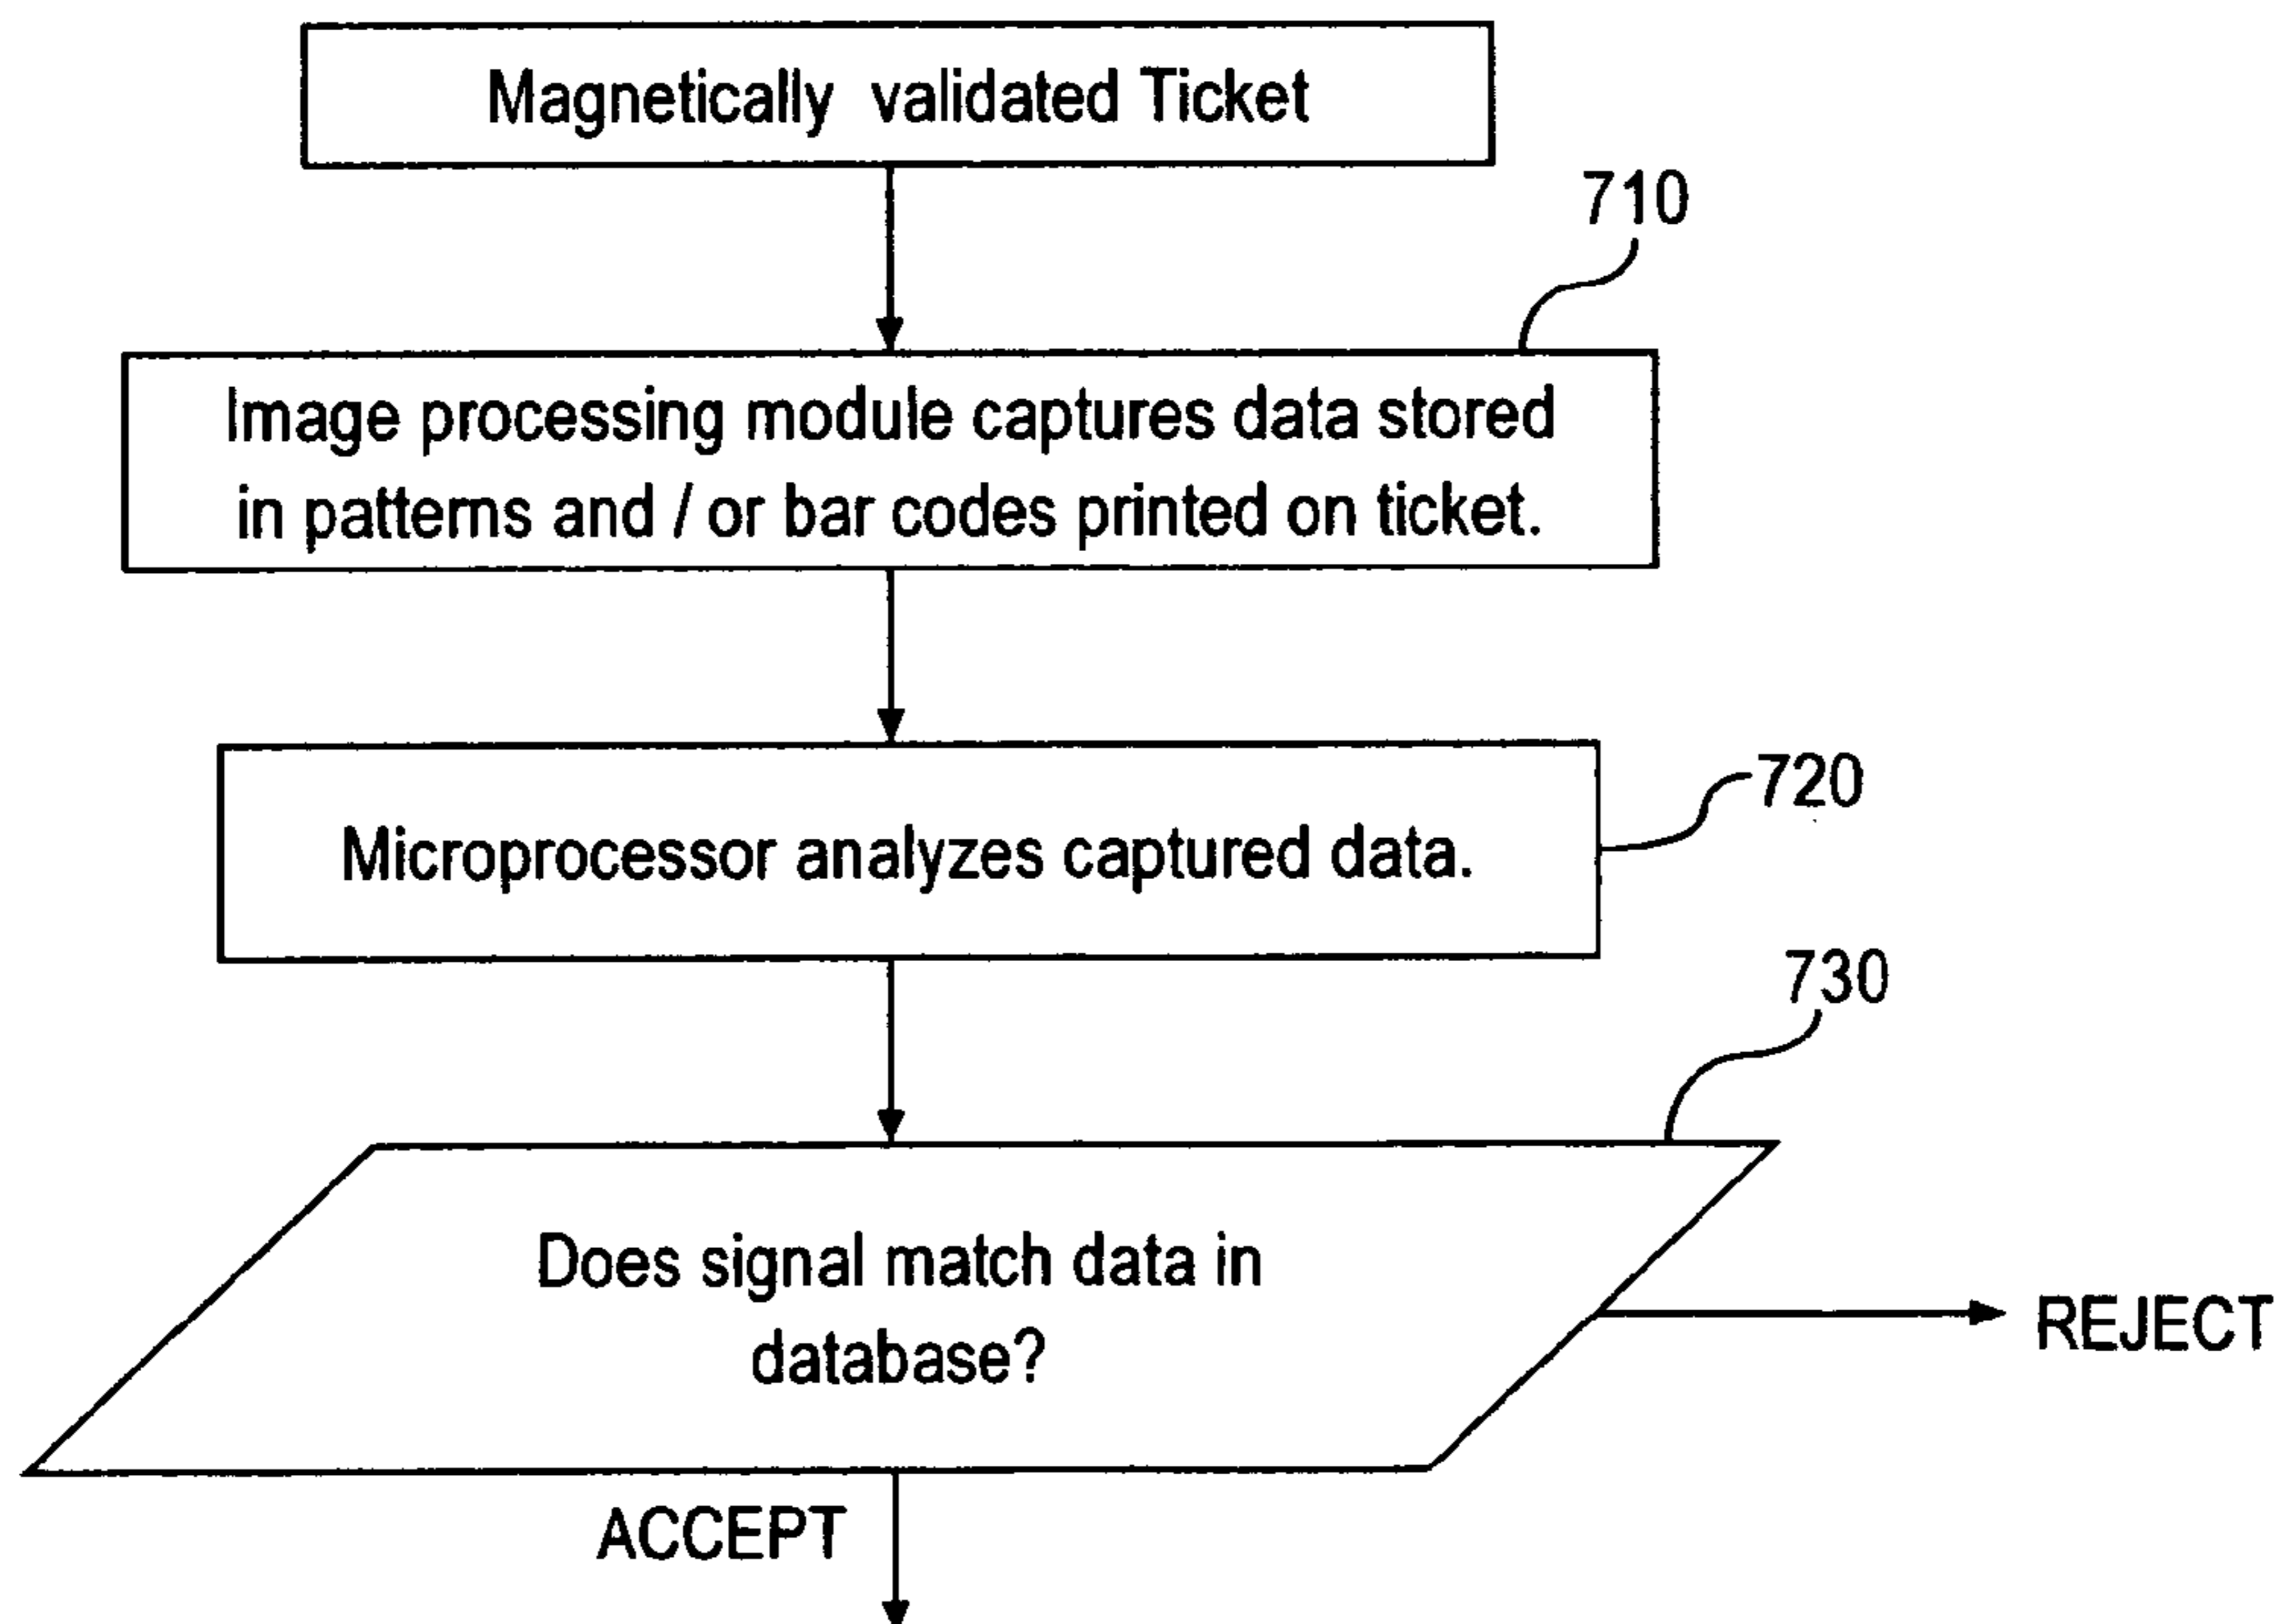 Magnetically validated Ticket
710
Image processing module captures data stored
in patterns and / or bar codes printed on ticket.
720
Microprocessor analyzes captured data.
730
Does signal match data in
database?
REJECT
ACCEPT